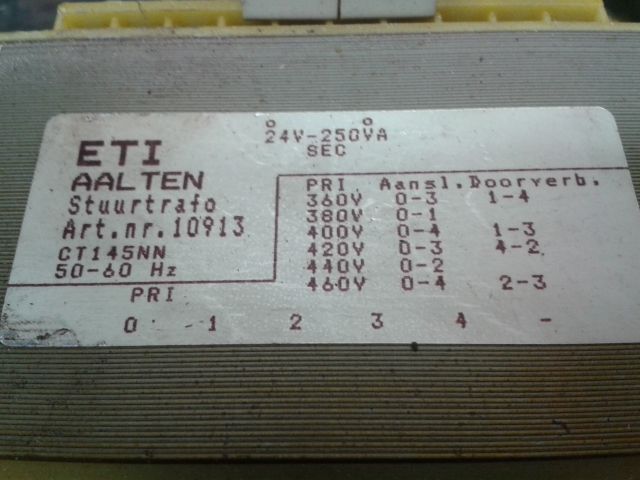 o o
24V-250VA
SEC
ETI
AALTEN
Stuurtrafo
Art.nr.10913
CT145NN
50-60 Hz
PRI Aansl. Doorverb.
360V 0-3 1-4
380V 0-1
400V 0-4 1-3
420V 0-3 4-2
440V 0-2
460V 0-4 2-3
PRI
0 1 2 3 4 -